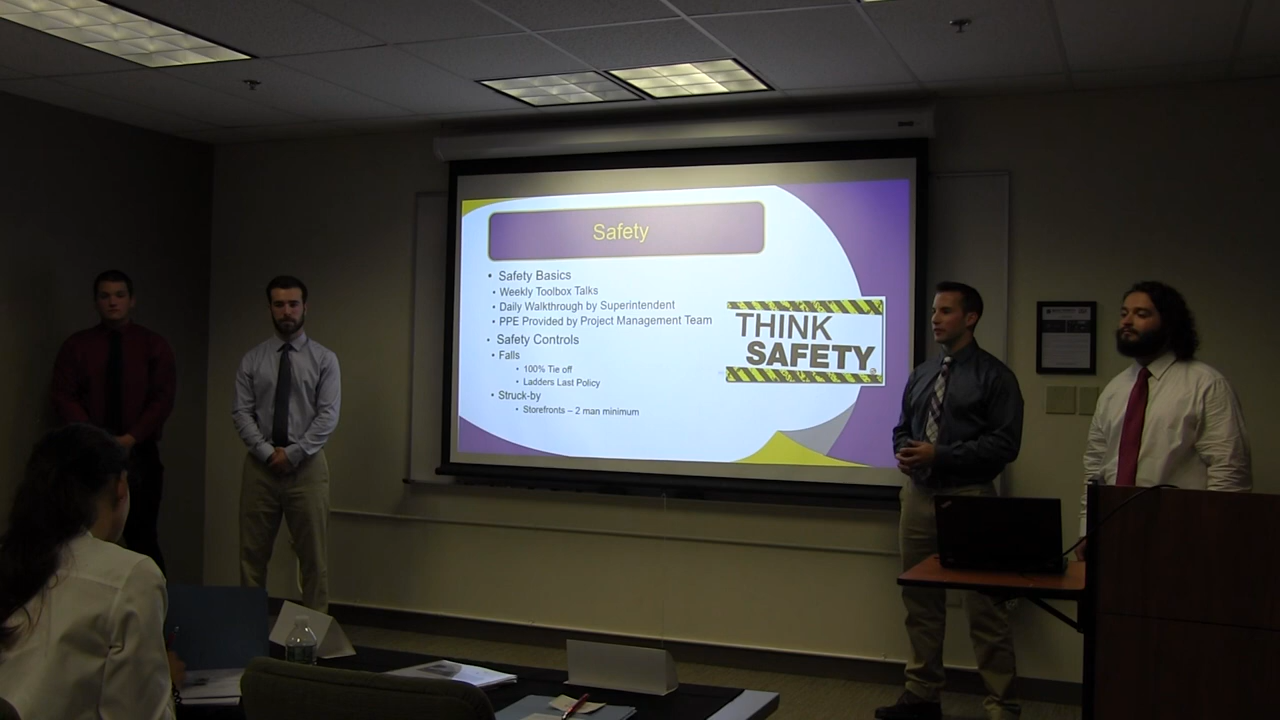 Safety
• Safety Basics
• Weekly Toolbox Talks
• Daily Walkthrough by Superintendent
• PPE Provided by Project Management Team
• Safety Controls
• Falls
• 100% Tie off
• Ladders Last Policy
• Struck-by
• Storefronts – 2 man minimum
THINK
SAFETY®